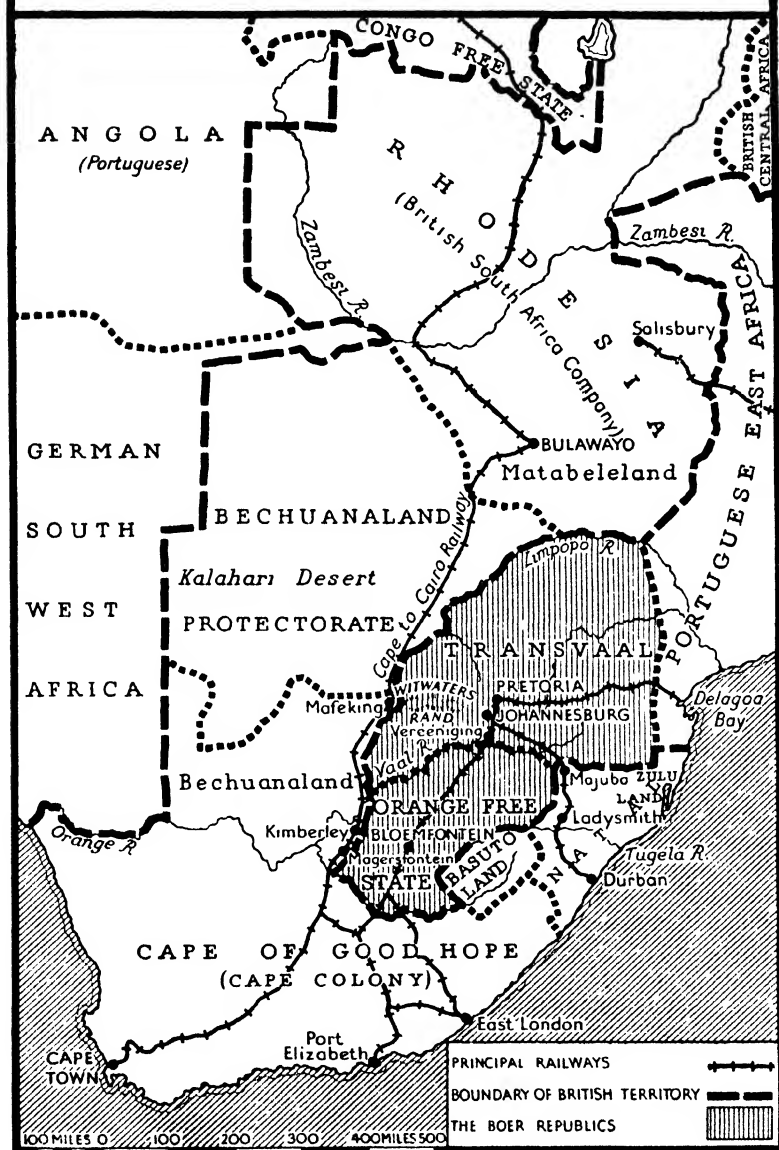 CONGO FREE STATE
BRITISH CENTRAL AFRICA
ANGOLA
(Portuguese)
RHODESIA
(British South Africa Company)
Zambesi R.
Zambesi R.
Salisbury
PORTUGUESE EAST AFRICA
BULAWAYO
Matabeleland
GERMAN
SOUTH
WEST
AFRICA
BECHUANALAND
Kalahari Desert
PROTECTORATE
Cape to Cairo Railway
Limpopo R
TRANSVAAL
PRETORIA
WITWATERS
RAND
JOHANNESBURG
Delagoa
Bay
Mafeking
Vereeniging
Vaal R
Bechuanaland
Majuba
ZULU
LAND
ORANGE FREE
STATE
Kimberley
BLOEMFONTEIN
Ladysmith
Magersfontein
BASUTO
LAND
NATAL
Tugela R.
Durban
Orange R
CAPE OF GOOD HOPE
(CAPE COLONY)
East London
Port
Elizabeth
CAPE
TOWN
PRINCIPAL RAILWAYS
BOUNDARY OF BRITISH TERRITORY
THE BOER REPUBLICS
100 MILES 0 100 200 300 400 MILES 500